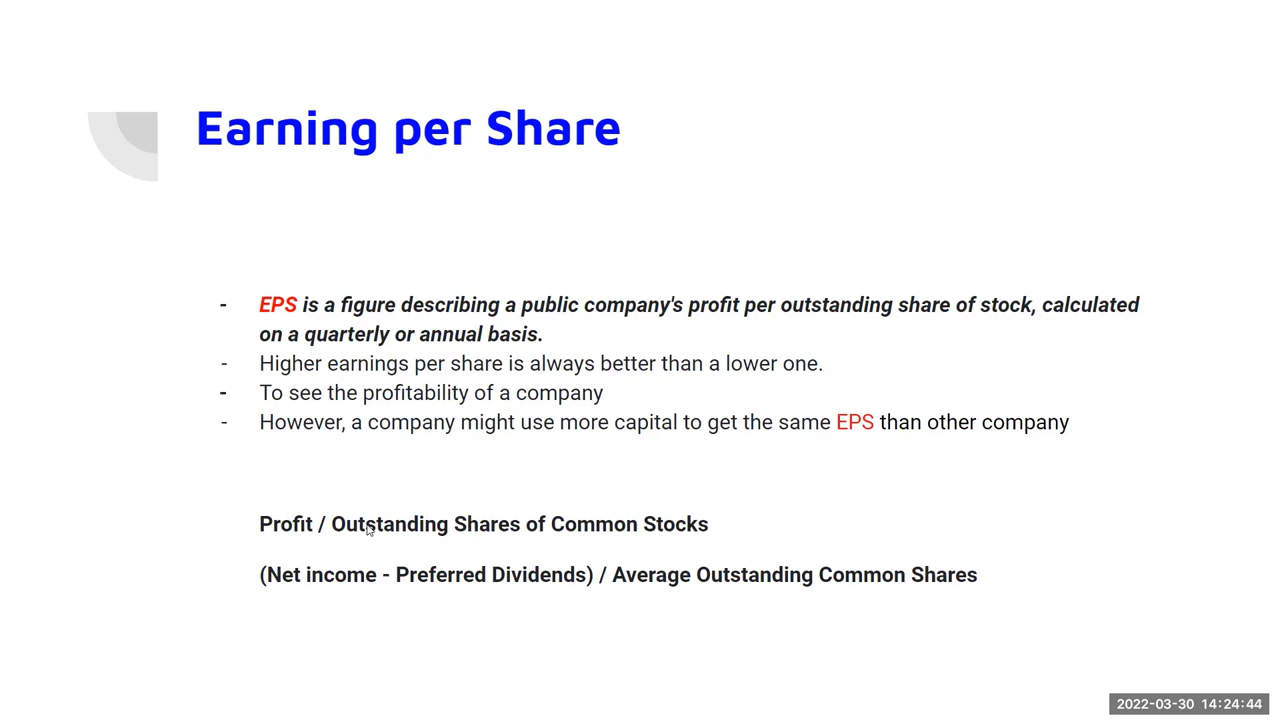 Earning per Share
- EPS is a figure describing a public company's profit per outstanding share of stock, calculated
on a quarterly or annual basis.
- Higher earnings per share is always better than a lower one.
- To see the profitability of a company
- However, a company might use more capital to get the same EPS than other company
Profit / Outstanding Shares of Common Stocks
(Net income - Preferred Dividends) / Average Outstanding Common Shares
2022-03-30 14:24:44